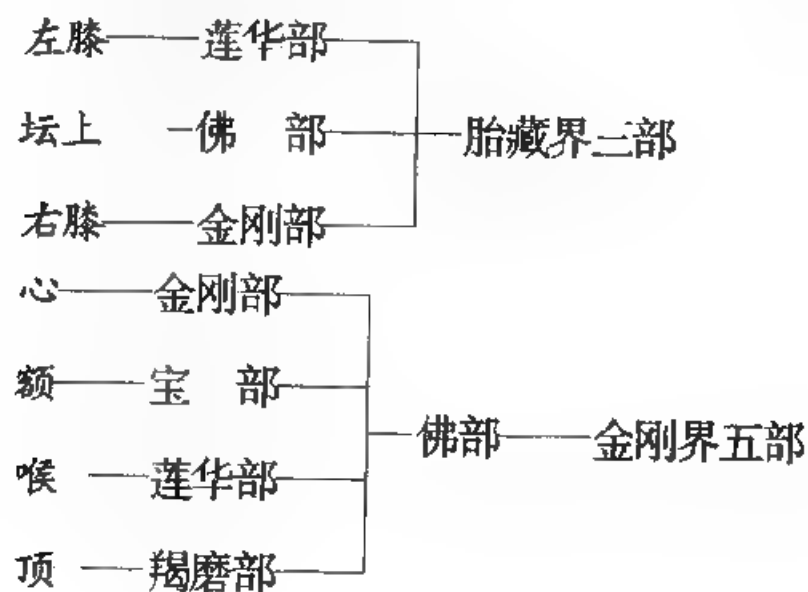 左膝 莲华部
坛上 佛 部 胎藏界三部
右膝 金刚部
心 金刚部
额 宝 部
佛部 金刚界五部
喉 莲华部
顶 羯磨部